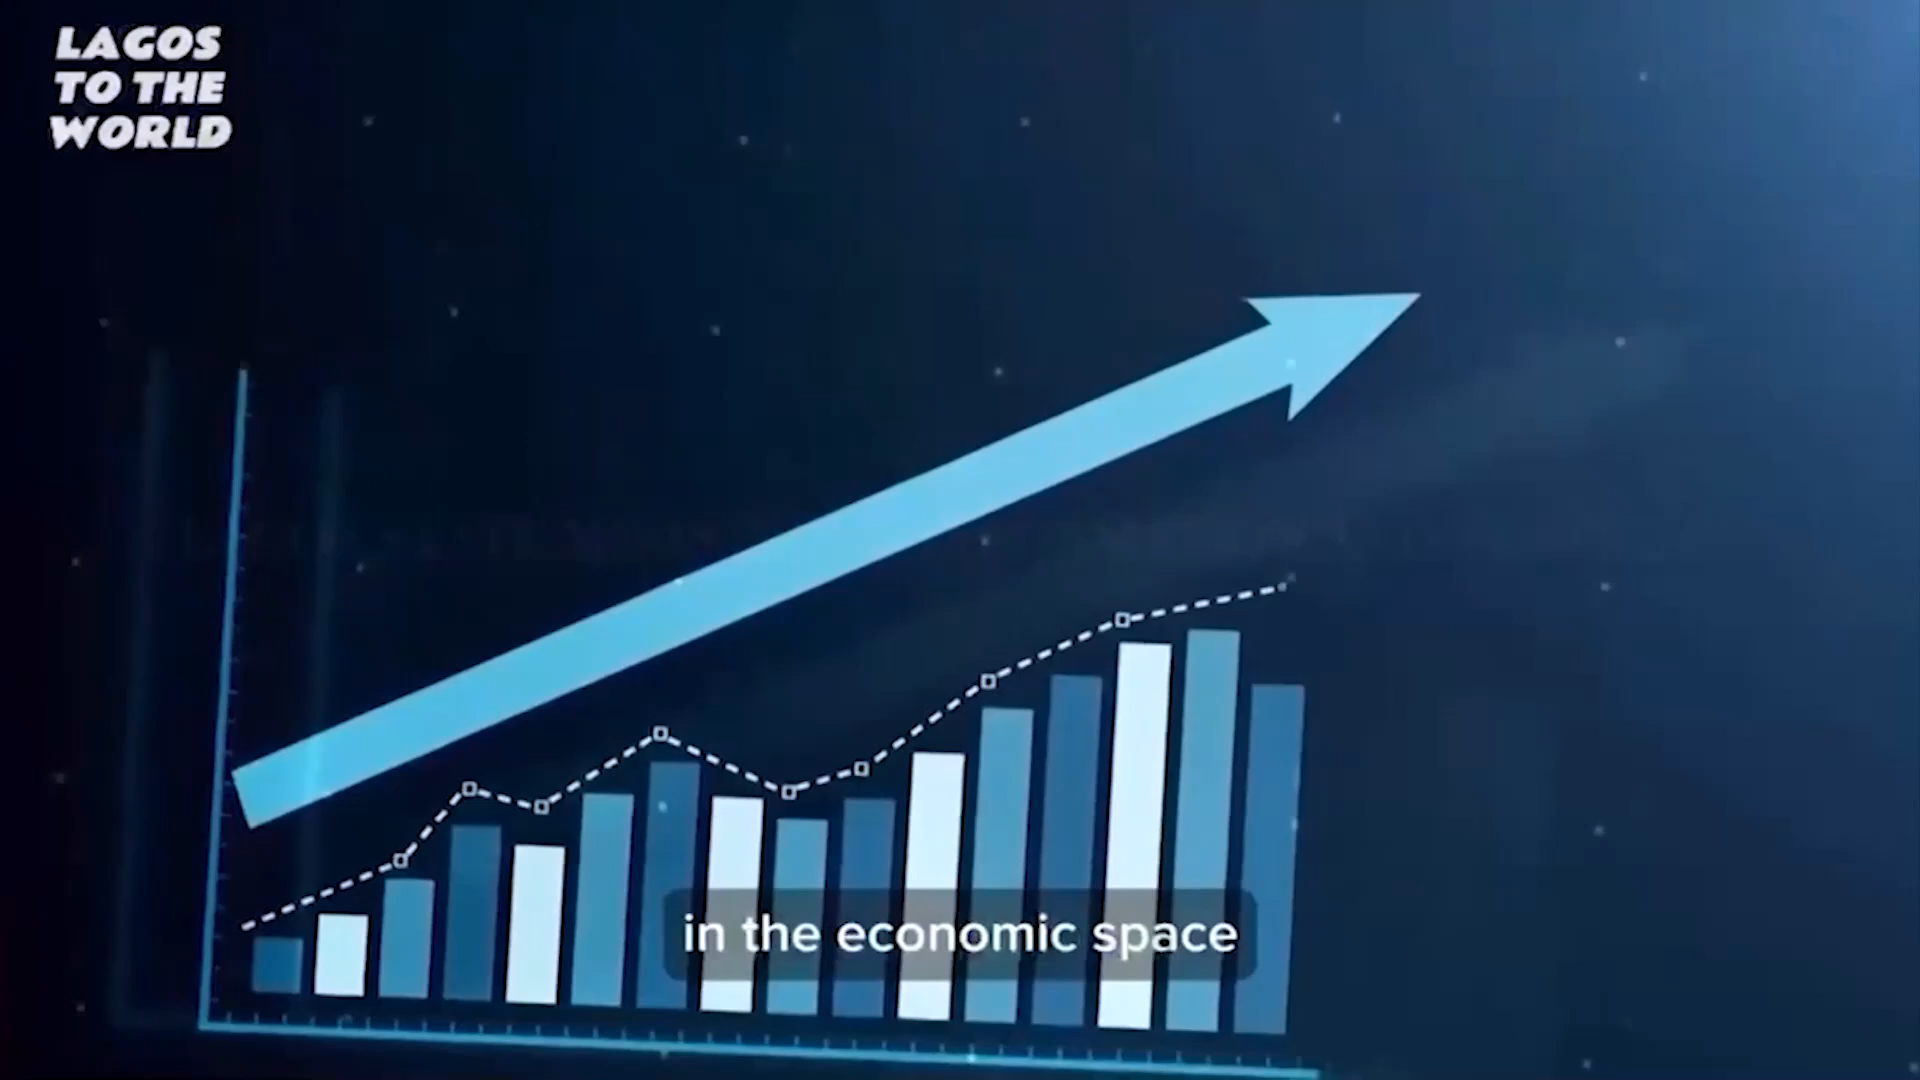 LAGOS
TO THE
WORLD
in the economic space